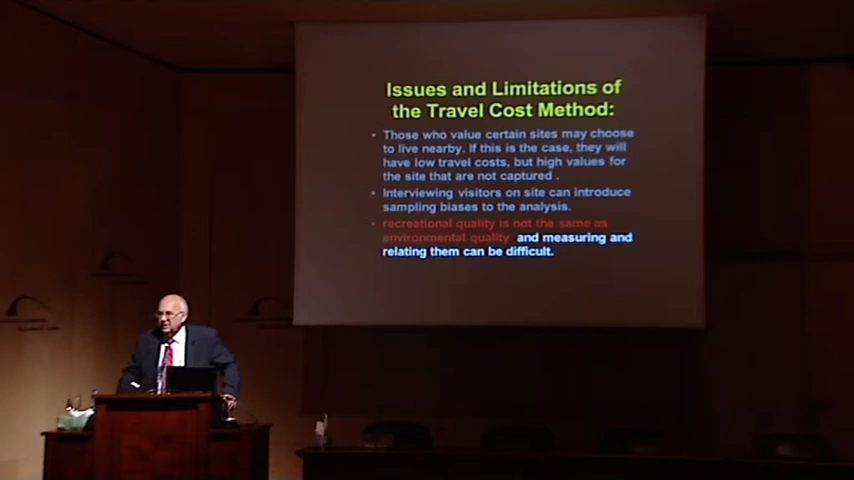 Issues and Limitations of
the Travel Cost Method:
• Those who value certain sites may choose
to live nearby. If this is the case, they will
have low travel costs, but high values for
the site that are not captured .
• Interviewing visitors on site can introduce
sampling biases to the analysis.
• recreational quality is not the same as
environmental quality and measuring and
relating them can be difficult.